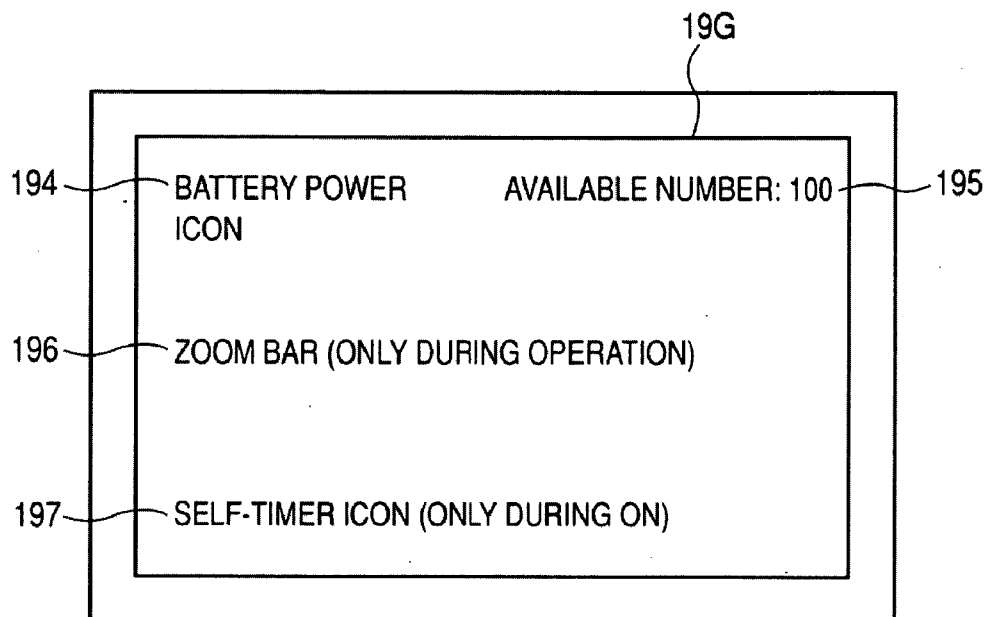 19G
194 BATTERY POWER AVAILABLE NUMBER: 100 195
ICON
196 ZOOM BAR (ONLY DURING OPERATION)
197 SELF-TIMER ICON (ONLY DURING ON)